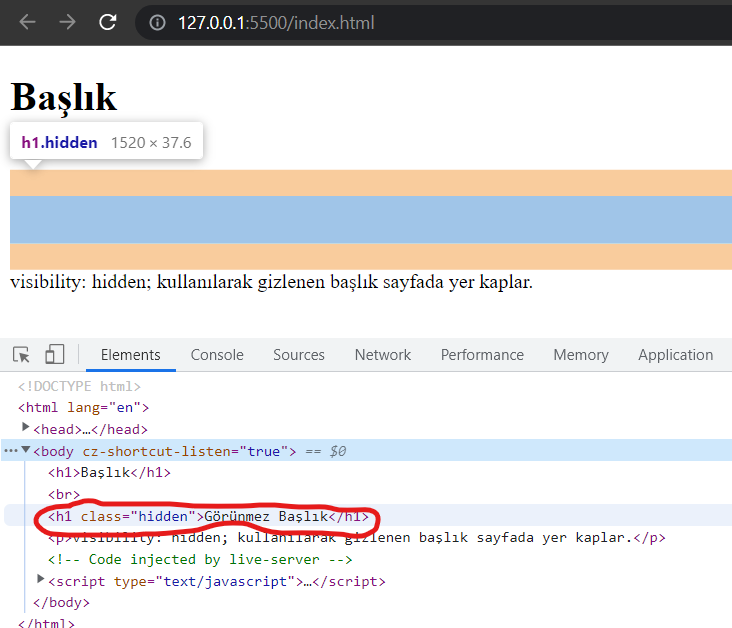 127.0.0.1:5500/index.html
Başlık
h1.hidden 1520 × 37.6
visibility: hidden; kullanılarak gizlenen başlık sayfada yer kaplar.
Elements Console Sources Network Performance Memory Application
<!DOCTYPE html>
<html lang="en">
<head>…</head>
<body cz-shortcut-listen="true"> == $0
<h1>Başlık</h1>
<br>
<h1 class="hidden">Görünmez Başlık</h1>
<p>visibility: hidden; kullanılarak gizlenen başlık sayfada yer kaplar.</p>
<!-- Code injected by live-server -->
<script type="text/javascript">…</script>
</body>
</html>